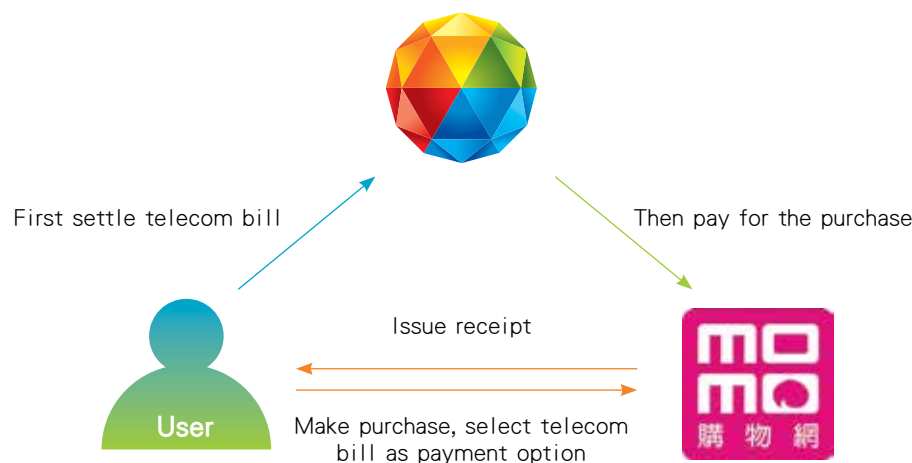 First settle telecom bill
Then pay for the purchase
Issue receipt
User
Make purchase, select telecom
bill as payment option
momo
購物網